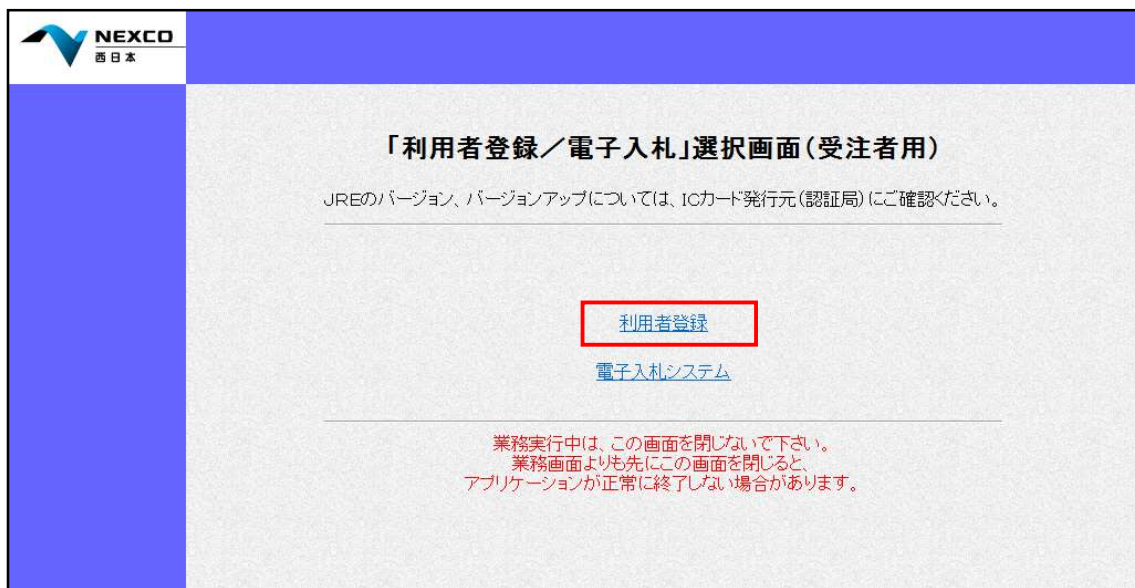 NEXCO
西日本
「利用者登録／電子入札」選択画面(受注者用)
JREのバージョン、バージョンアップについては、ICカード発行元(認証局)にご確認ください。
利用者登録
電子入札システム
業務実行中は、この画面を閉じないで下さい。
業務画面よりも先にこの画面を閉じると、
アプリケーションが正常に終了しない場合があります。